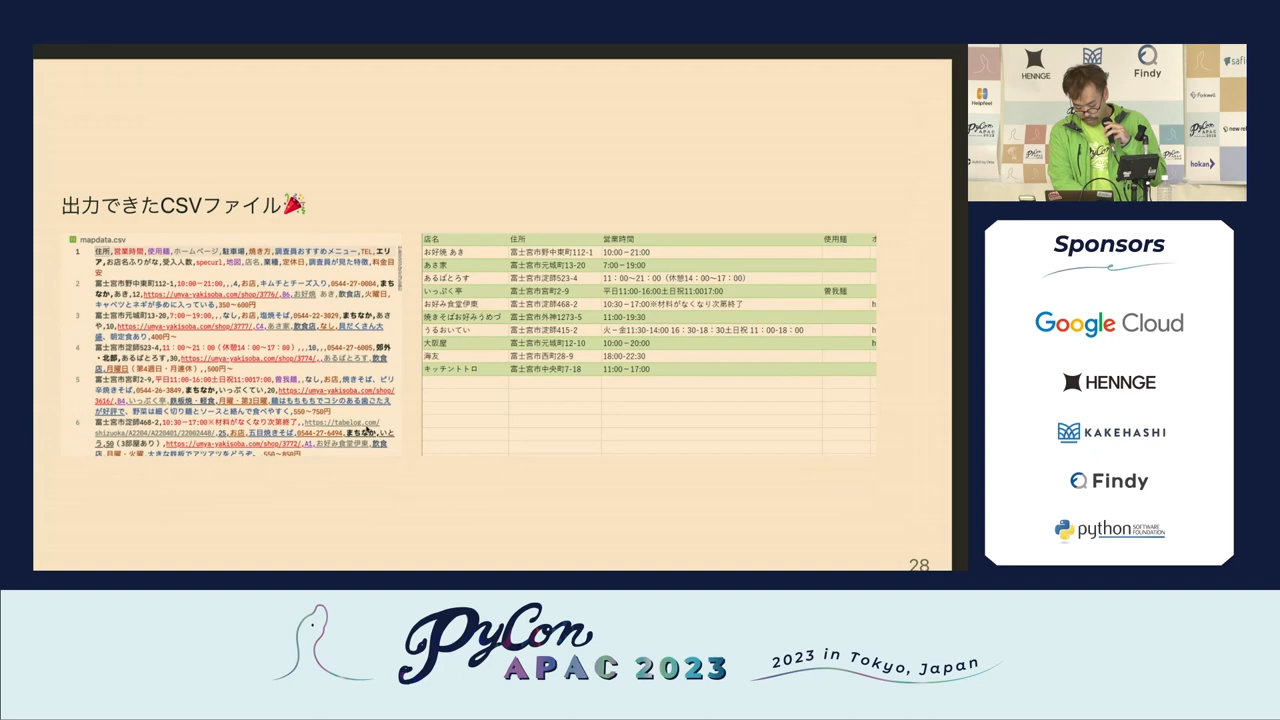 出力できたCSVファイル🎉
mapdata.csv
1 住所,営業時間,使用麺,ホームページ,駐車場,焼き方,調査員おすすめメニュー,TEL,エリ
ア,お店名ふりがな,受入人数,specurl,地図,店名,業種,定休日,調査員が見た特徴,料金目
安
2 富士宮市野中東町112-1,10:00−21:00,,,4,お店,キムチとチーズ入り,0544-27-0004,まち
なか,あき,12,https://umya-yakisoba.com/shop/3776/,B6,お好焼 あき,飲食店,火曜日,
キャベツとネギが多めに入っている,350〜600円
3 富士宮市元城町13-20,7:00−19:00,,,なし,お店,塩焼そば,0544-22-3029,まちなか,あさ
や,10,https://umya-yakisoba.com/shop/3777/,C4,あさ家,飲食店,なし,具だくさん大
盛、朝定食あり,400円〜
4 富士宮市淀師523-4,11：00〜21：00（休憩14：00〜17：00）,,,10,,,0544-27-6005,郊外
・北部,あるばとろす,30,https://umya-yakisoba.com/shop/3774/,,あるばとろす,飲食
店,月曜日（第4週日・月連休）,,500円〜
5 富士宮市宮町2-9,平日11:00-16:00土日祝11:0017:00,曽我麺,,なし,お店,焼きそば、ピリ
辛焼きそば,0544-26-3849,まちなか,いっぷくてい,20,https://umya-yakisoba.com/shop/
3616/,B4,いっぷく亭,鉄板焼・軽食,月曜・第3日曜,麺はもちもちでコシのある歯ごたえ
が好評で、野菜は細く切り麺とソースと絡んで食べやすく,550〜750円
6 富士宮市淀師468-2,10:30−17:00※材料がなくなり次第終了,,https://tabelog.com/
shizuoka/A2204/A220401/22002448/,25,お店,五目焼きそば,0544-27-6494,まちなか,いと
う,50（3部屋あり）,https://umya-yakisoba.com/shop/3772/,A1,お好み食堂伊東,飲食
店,月曜・火曜,大きな鉄板でアツアツをどうぞ。,550〜850円
店名 住所 営業時間 使用麺
お好焼 あき 富士宮市野中東町112-1 10:00−21:00
あさ家 富士宮市元城町13-20 7:00−19:00
あるばとろす 富士宮市淀師523-4 11：00〜21：00（休憩14：00〜17：00）
いっぷく亭 富士宮市宮町2-9 平日11:00-16:00土日祝11:0017:00 曽我麺
お好み食堂伊東 富士宮市淀師468-2 10:30−17:00※材料がなくなり次第終了 h
焼きそばお好みうめづ 富士宮市外神1273-5 11:00-19:30
うるおいてい 富士宮市淀師415-2 火－金11:30-14:00 16：30-18：30土日祝 11：00-18：00 h
大阪屋 富士宮市元城町12-10 10:00−20:00 h
海友 富士宮市西町28-9 18:00-22:30
キッチントトロ 富士宮市中央町7-18 11:00−17:00
28
HENNGE
Findy
safi
Helpfeel
Forkwell
PyCon
APAC
2023
new rel
hokan
PyCon
Sponsors
Google Cloud
HENNGE
KAKEHASHI
Findy
python SOFTWARE FOUNDATION
PyCon
APAC 2023
2023 in Tokyo, Japan